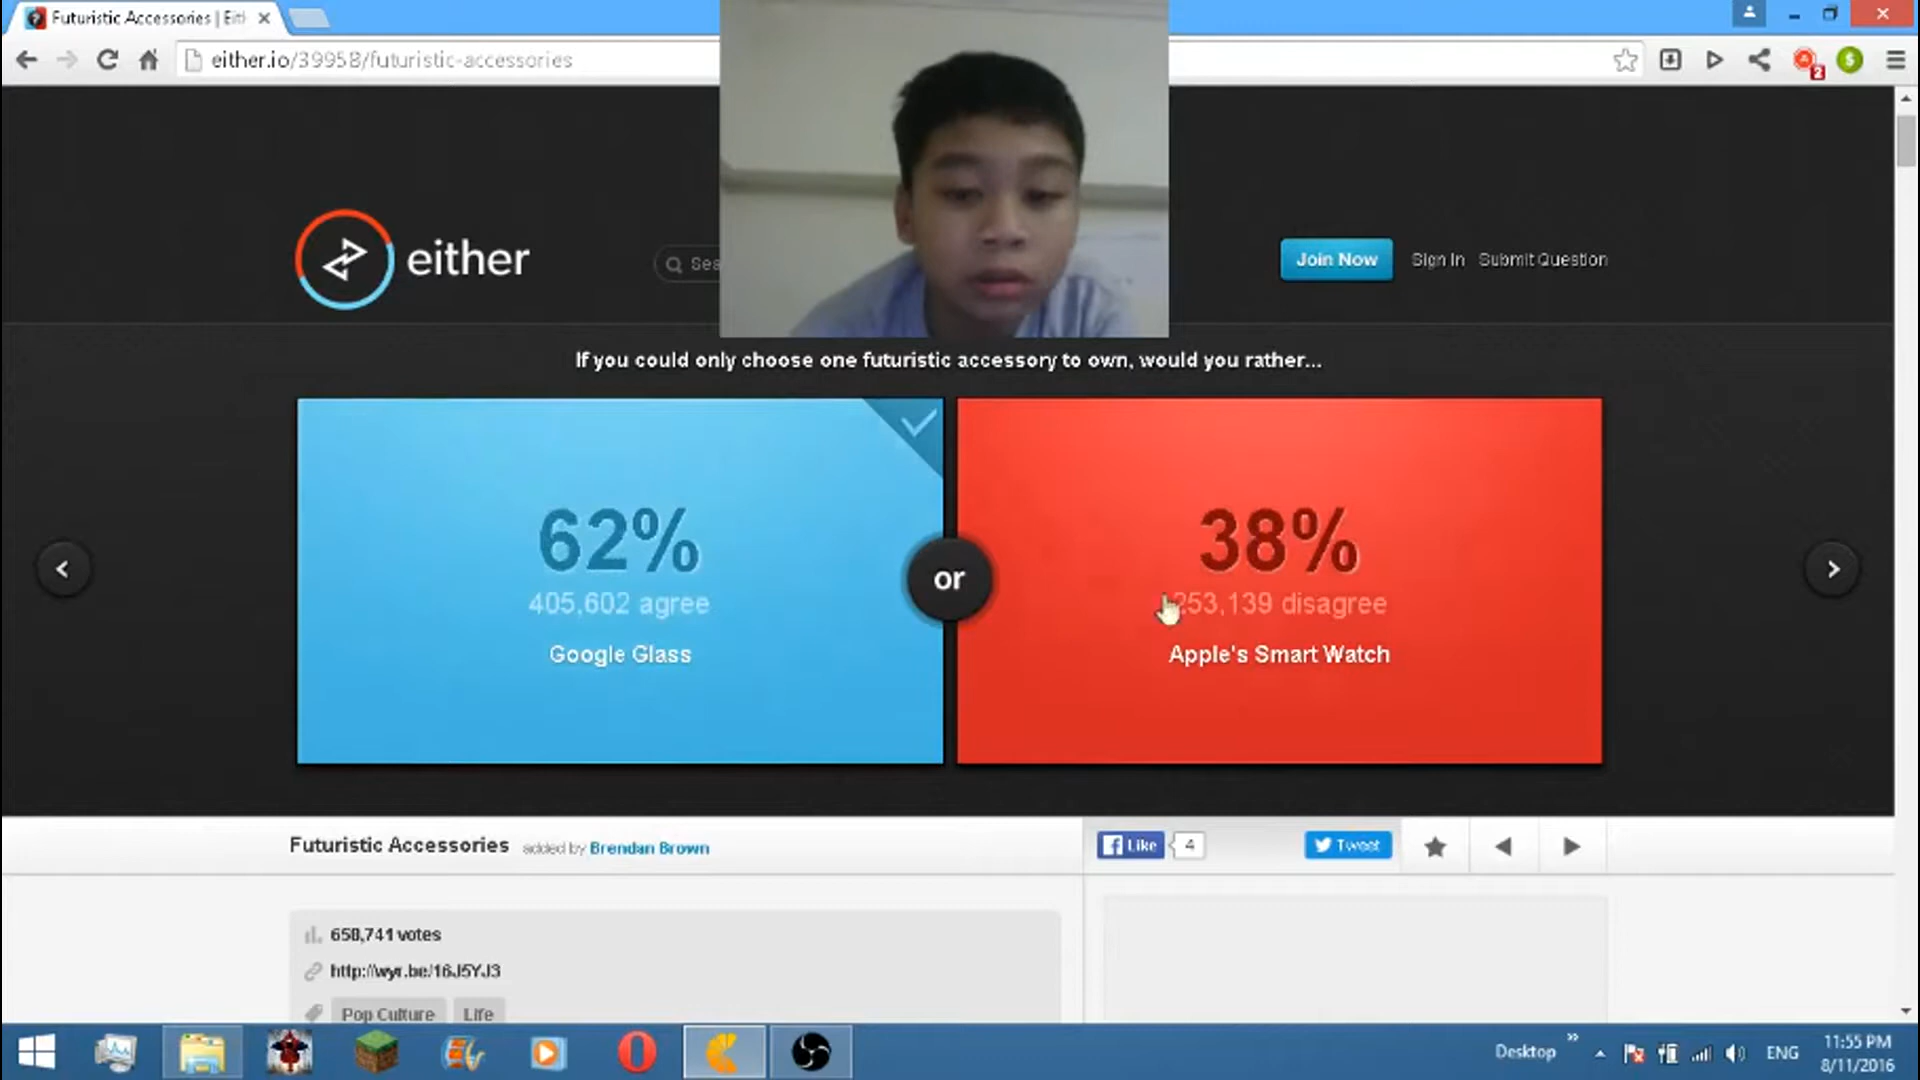 Futuristic Accessories | Eith
either.io/39958/futuristic-accessories
2
either
Sea
Join Now
Sign In
Submit Question
If you could only choose one futuristic accessory to own, would you rather...
62%
405,602 agree
Google Glass
or
38%
253,139 disagree
Apple's Smart Watch
Futuristic Accessories added by Brendan Brown
Like
4
Tweet
658,741 votes
http://wyr.be/16J5YJ3
Pop Culture
Life
Desktop
ENG
11:55 PM
8/11/2016